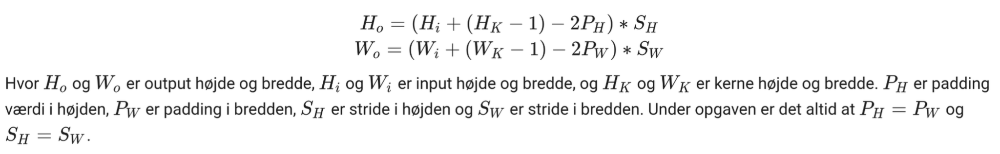 H_o = (H_i + (H_K − 1) − 2P_H) ∗ S_H
W_o = (W_i + (W_K − 1) − 2P_W) ∗ S_W
Hvor H_o og W_o er output højde og bredde, H_i og W_i er input højde og bredde, og H_K og W_K er kerne højde og bredde. P_H er padding
værdi i højden, P_W er padding i bredden, S_H er stride i højden og S_W er stride i bredden. Under opgaven er det altid at P_H = P_W og
S_H = S_W.